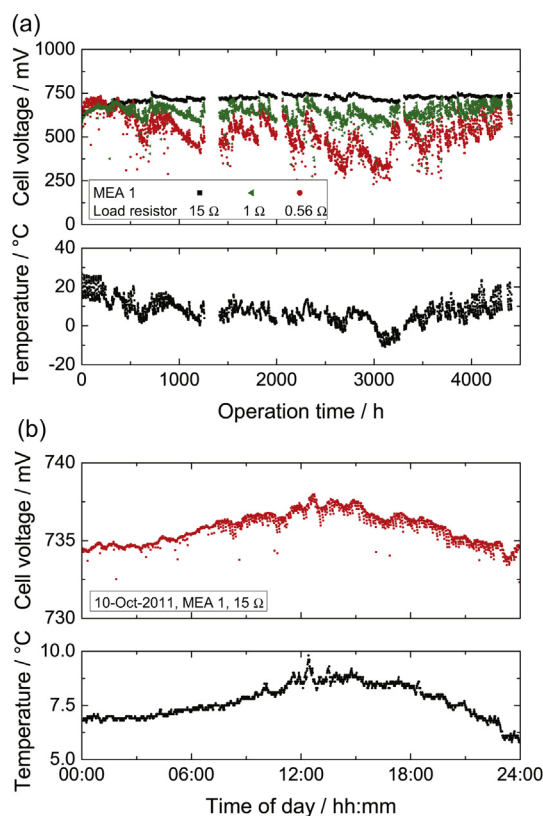 (a)
1000
750
500
250
0
Cell voltage / mV
MEA 1
Load resistor 15 Ω 1 Ω 0.56 Ω
40
20
0
-20
Temperature / °C
0 1000 2000 3000 4000
Operation time / h
(b)
740
735
730
Cell voltage / mV
10-Oct-2011, MEA 1, 15 Ω
10.0
7.5
5.0
Temperature / °C
00:00 06:00 12:00 18:00 24:00
Time of day / hh:mm